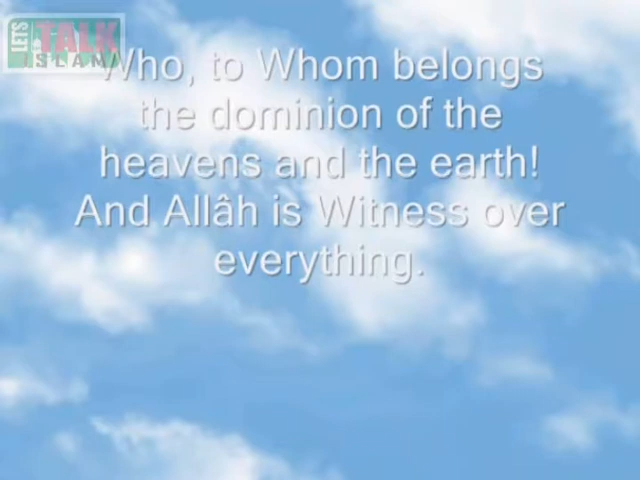 LETS
TALK
ISLAM
Who, to Whom belongs
the dominion of the
heavens and the earth!
And Allâh is Witness over
everything.